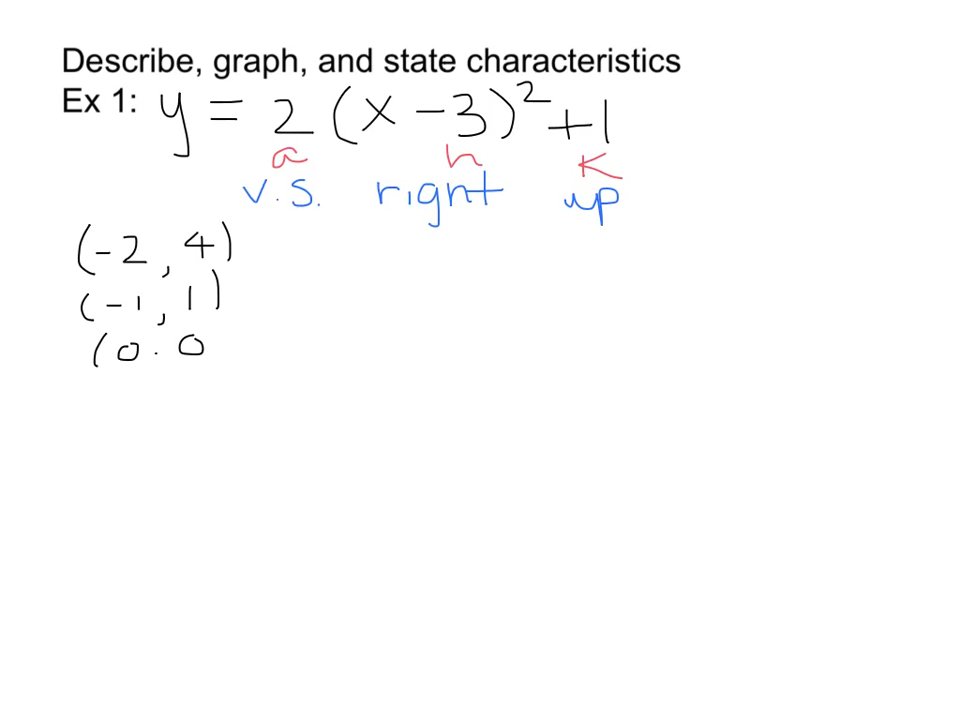 Describe, graph, and state characteristics
Ex 1: y = 2(x - 3)² + 1
a h k
v.s. right up
(-2, 4)
(-1, 1)
(0. 0